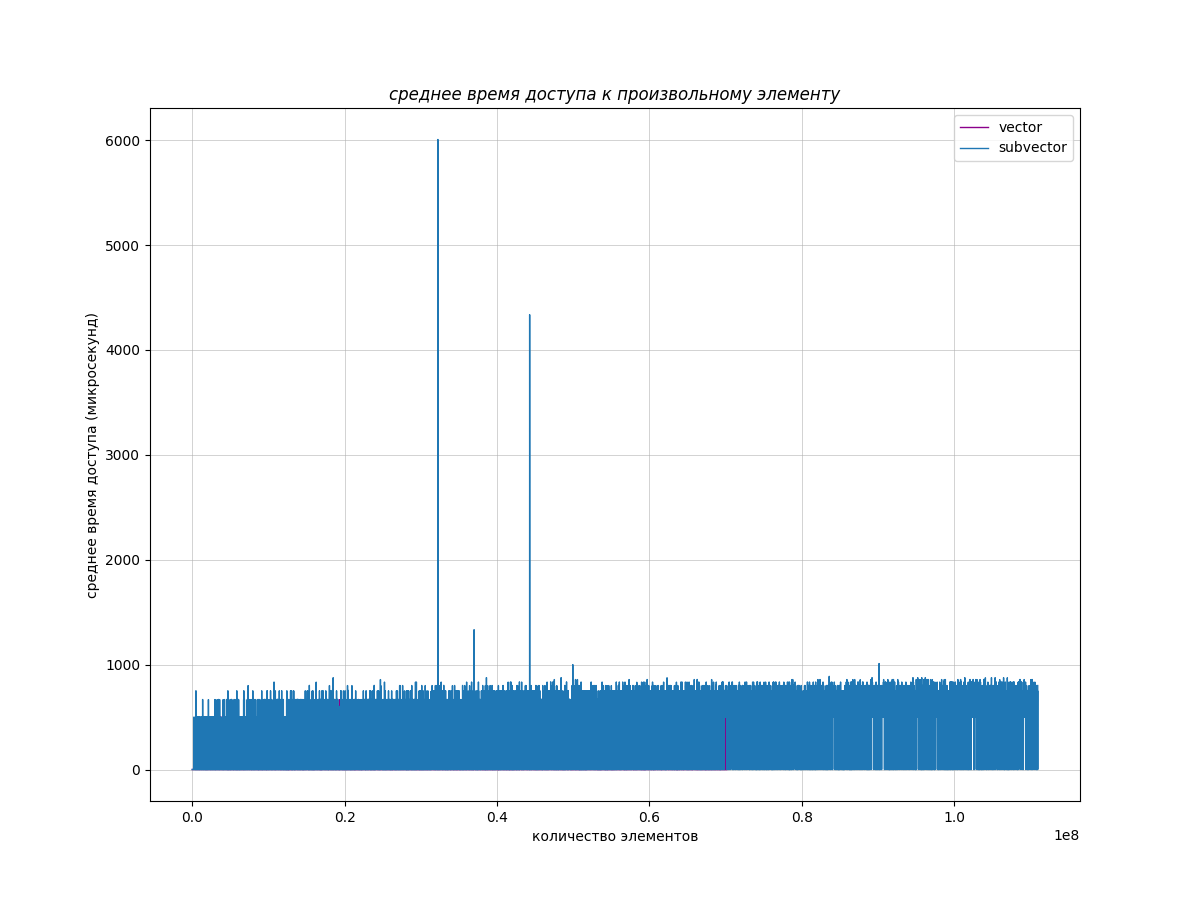 среднее время доступа к произвольному элементу
vector
subvector
среднее время доступа (микросекунд)
6000
5000
4000
3000
2000
1000
0
0.0 0.2 0.4 0.6 0.8 1.0
1e8
количество элементов